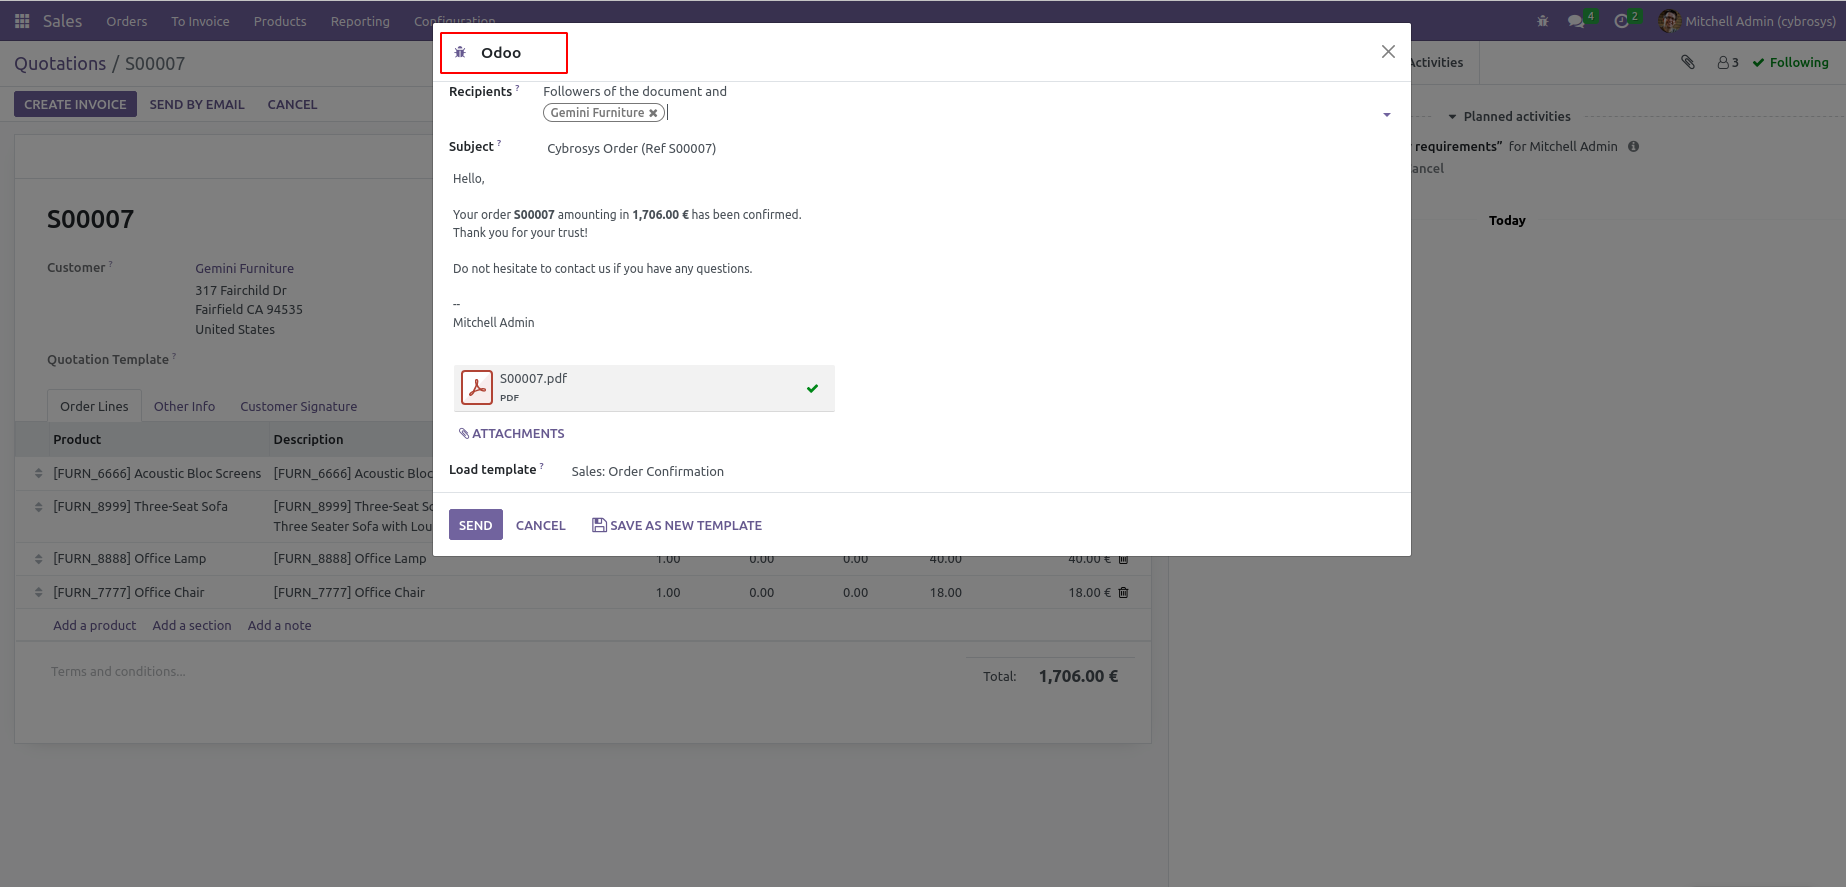 Sales Orders To Invoice Products Reporting Configuration 4 2 Mitchell Admin (cybrosys)
Quotations / S00007
CREATE INVOICE SEND BY EMAIL CANCEL
Activities 3 Following
Planned activities
requirements” for Mitchell Admin
Today
S00007
Customer ?
Gemini Furniture
317 Fairchild Dr
Fairfield CA 94535
United States
Quotation Template ?
Order Lines Other Info Customer Signature
Product Description
[FURN_6666] Acoustic Bloc Screens [FURN_6666] Acoustic Bloc
[FURN_8999] Three-Seat Sofa [FURN_8999] Three-Seat
Three Seater Sofa with
[FURN_8888] Office Lamp [FURN_8888] Office Lamp 1.00 0.00 0.00 40.00 40.00 €
[FURN_7777] Office Chair [FURN_7777] Office Chair 1.00 0.00 0.00 18.00 18.00 €
Add a product Add a section Add a note
Terms and conditions...
Total: 1,706.00 €
Odoo
Recipients ? Followers of the document and
Gemini Furniture
Subject ? Cybrosys Order (Ref S00007)
Hello,
Your order S00007 amounting in 1,706.00 € has been confirmed.
Thank you for your trust!
Do not hesitate to contact us if you have any questions.
--
Mitchell Admin
S00007.pdf
PDF
ATTACHMENTS
Load template ? Sales: Order Confirmation
SEND CANCEL SAVE AS NEW TEMPLATE